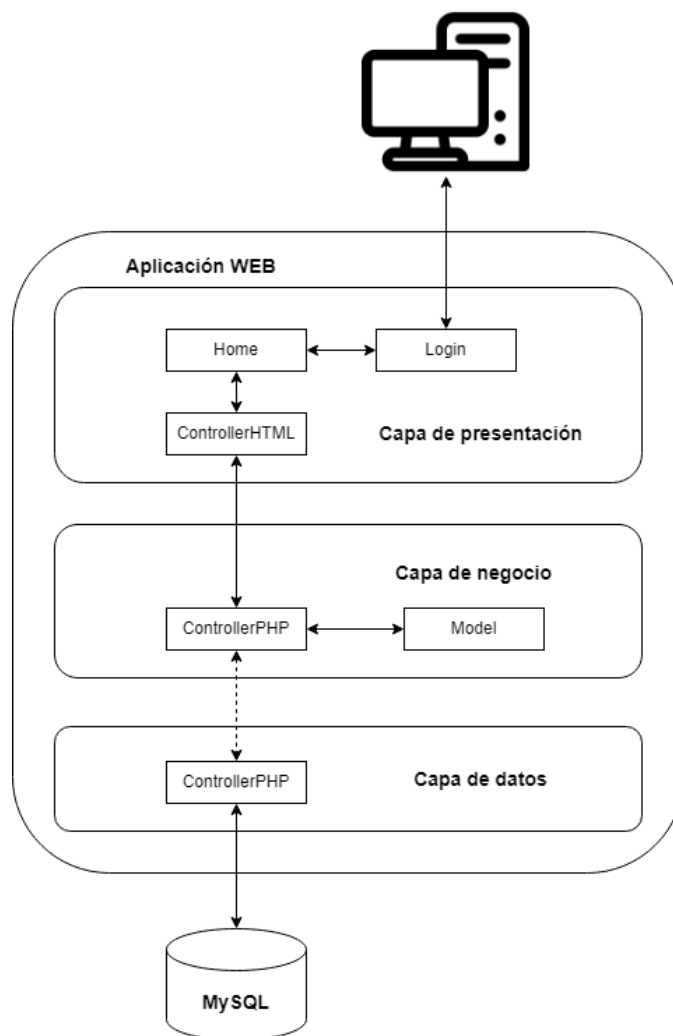 Aplicación WEB
Home
Login
ControllerHTML
Capa de presentación
Capa de negocio
ControllerPHP
Model
ControllerPHP
Capa de datos
MySQL